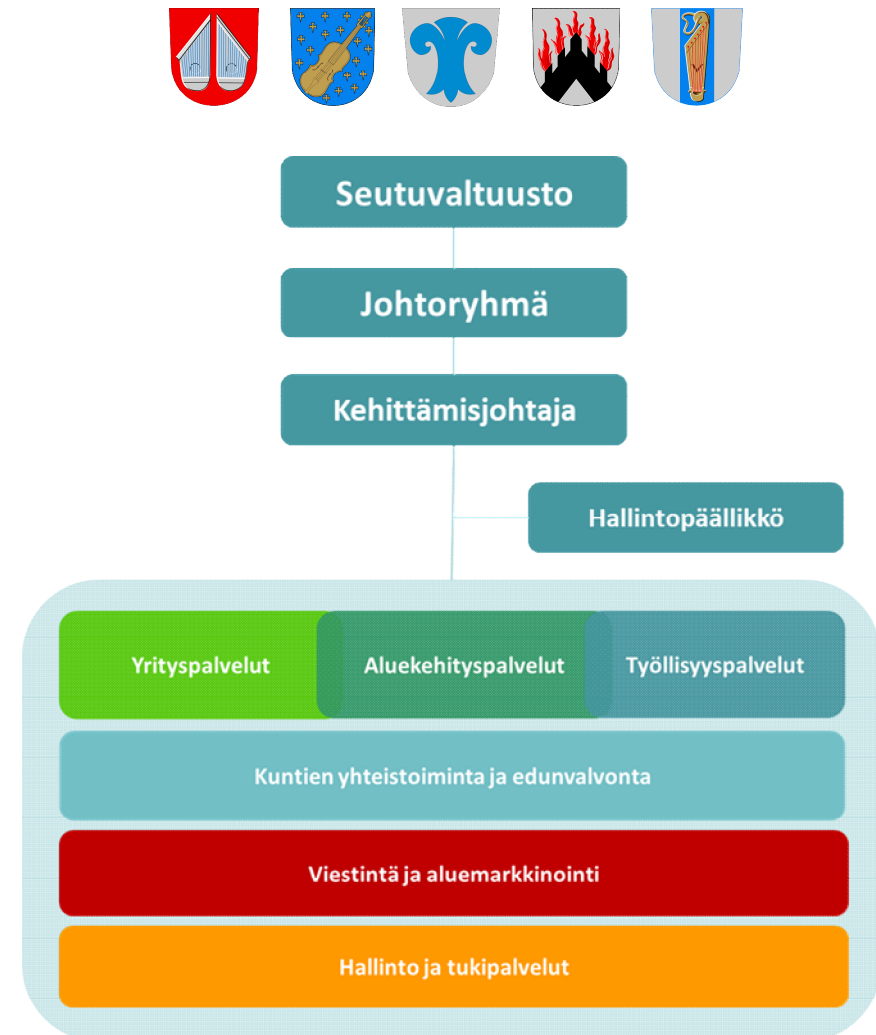 Seutuvaltuusto
Johtoryhmä
Kehittämisjohtaja
Hallintopäällikkö
Yrityspalvelut
Aluekehityspalvelut
Työllisyyspalvelut
Kuntien yhteistoiminta ja edunvalvonta
Viestintä ja aluemarkkinointi
Hallinto ja tukipalvelut